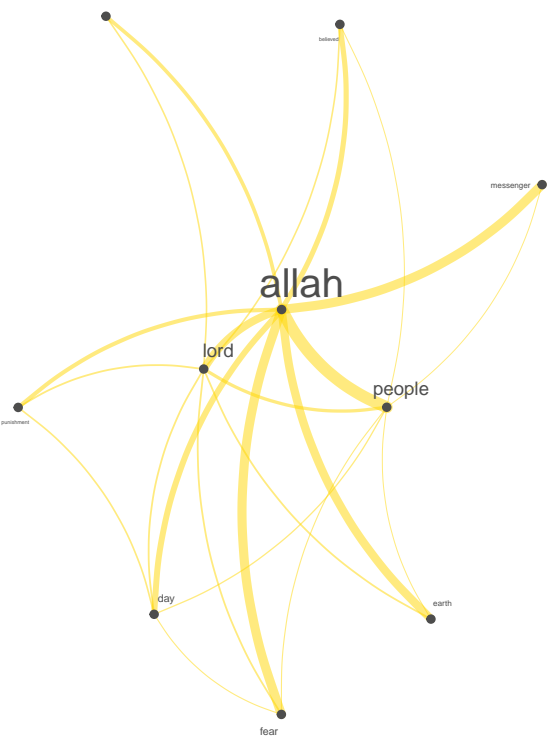 believed
messenger
allah
lord
people
punishment
day
earth
fear